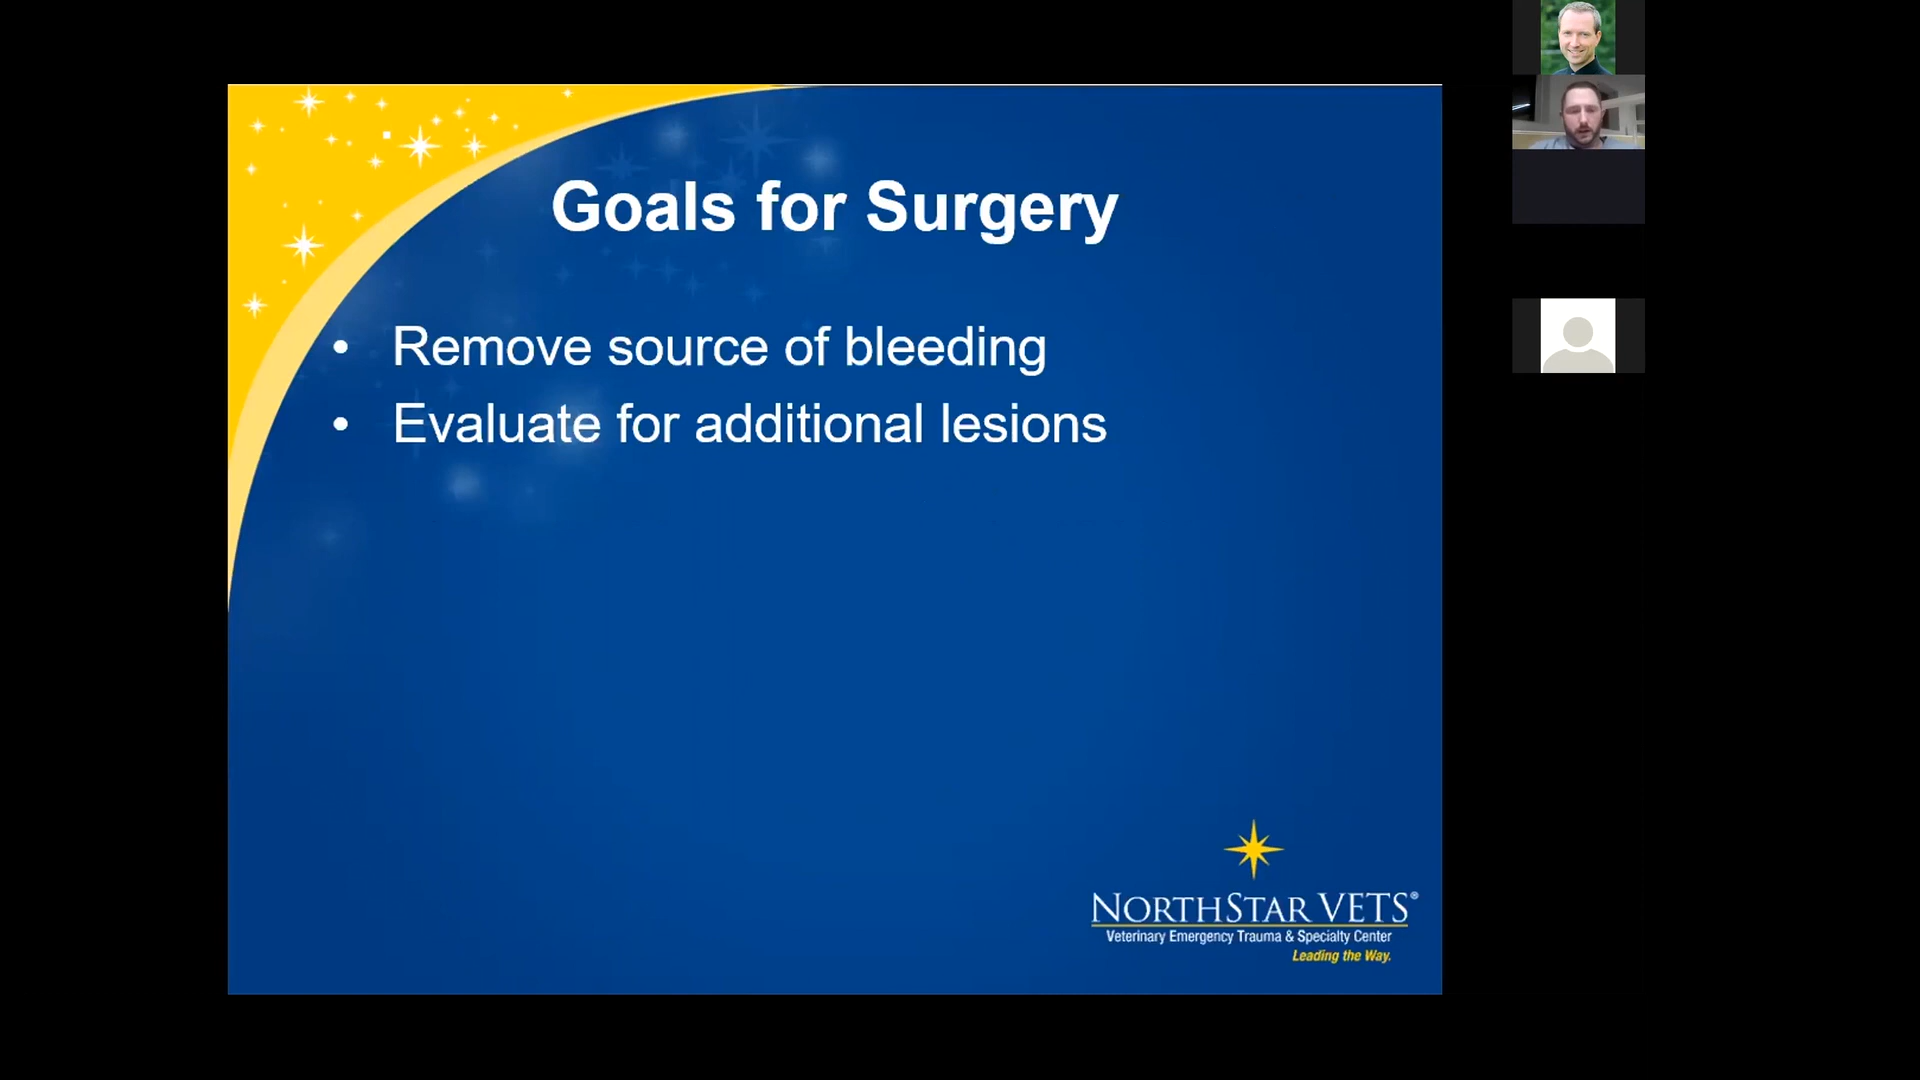 Goals for Surgery
• Remove source of bleeding
• Evaluate for additional lesions
NORTHSTAR VETS®
Veterinary Emergency Trauma & Specialty Center
Leading the Way.